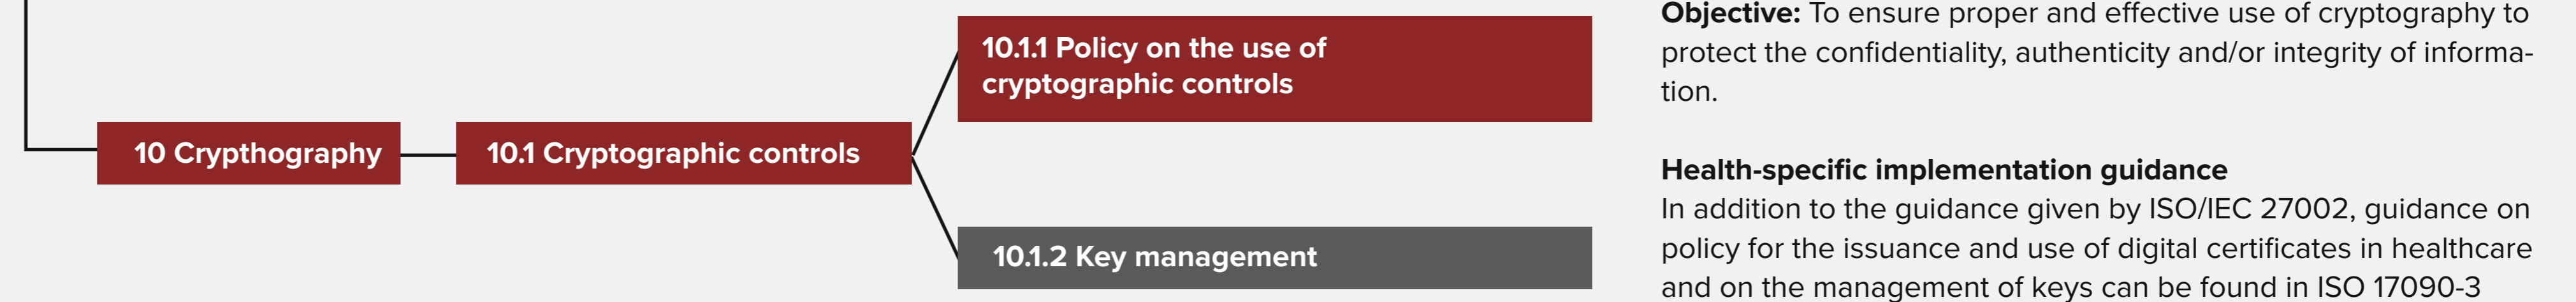 10 Crypthography
10.1 Cryptographic controls
10.1.1 Policy on the use of
cryptographic controls
10.1.2 Key management
Objective: To ensure proper and effective use of cryptography to
protect the confidentiality, authenticity and/or integrity of informa-
tion.
Health-specific implementation guidance
In addition to the guidance given by ISO/IEC 27002, guidance on
policy for the issuance and use of digital certificates in healthcare
and on the management of keys can be found in ISO 17090-3